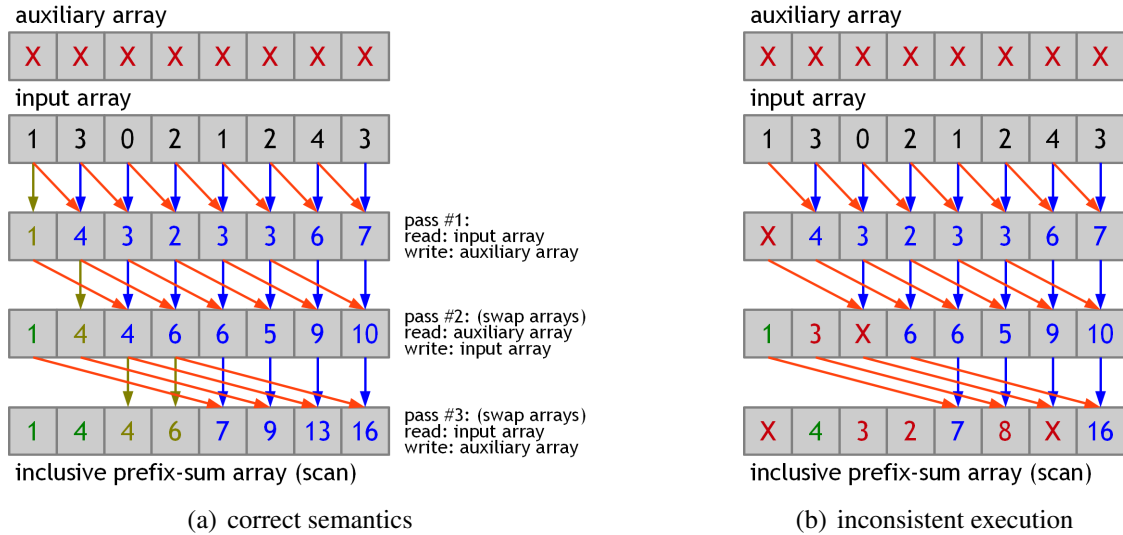 auxiliary array
X X X X X X X X
input array
1 3 0 2 1 2 4 3
1 4 3 2 3 3 6 7
pass #1:
read: input array
write: auxiliary array
1 4 4 6 6 5 9 10
pass #2: (swap arrays)
read: auxiliary array
write: input array
1 4 4 6 7 9 13 16
pass #3: (swap arrays)
read: input array
write: auxiliary array
inclusive prefix-sum array (scan)
(a) correct semantics
auxiliary array
X X X X X X X X
input array
1 3 0 2 1 2 4 3
X 4 3 2 3 3 6 7
1 3 X 6 6 5 9 10
X 4 3 2 7 8 X 16
inclusive prefix-sum array (scan)
(b) inconsistent execution